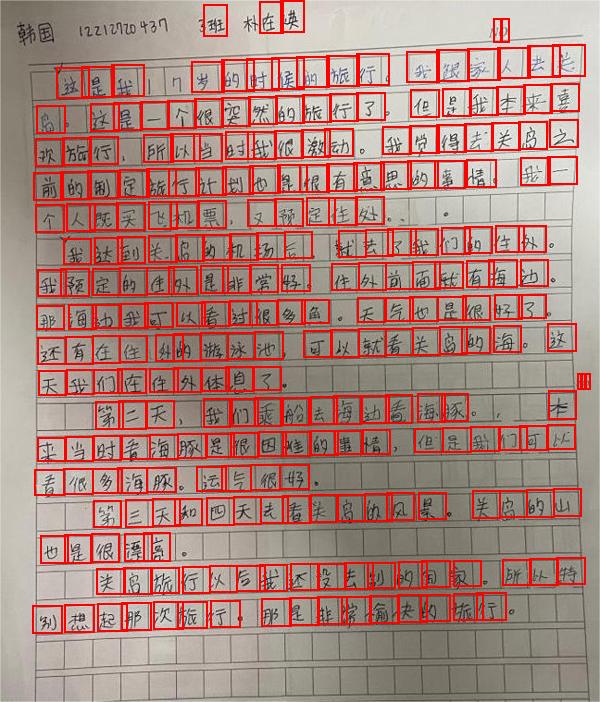 韩国 12212720437 3班 朴在英
NO
这是我17岁的时候的旅行。我跟家人去关
岛。这是一个很突然的旅行了。但是我本来喜
欢旅行，所以当时我很激动。我觉得去关岛之
前的制定旅行计划也是很有意思的事情。我一
个人既买飞机票，又预定住处。
我达到关岛的机场后，就去了我们的住外。
我预定的住外是非常好。住外前面就有海边。
那海边我可以看过很多鱼。天气也是很好了。
还有在住外的游泳池，可以就看关岛的海。这
天我们在住外休息了。
第二天，我们乘船去海边看海豚。本
来当时看海豚是很困难的事情，但是我们可以
看很多海豚。运气很好。
第三天和四天去看关岛的风景。关岛的山
也是很漂亮。
关岛旅行以后我还没去别的国家。所以特
别想起那次旅行。那是非常愉快的旅行。